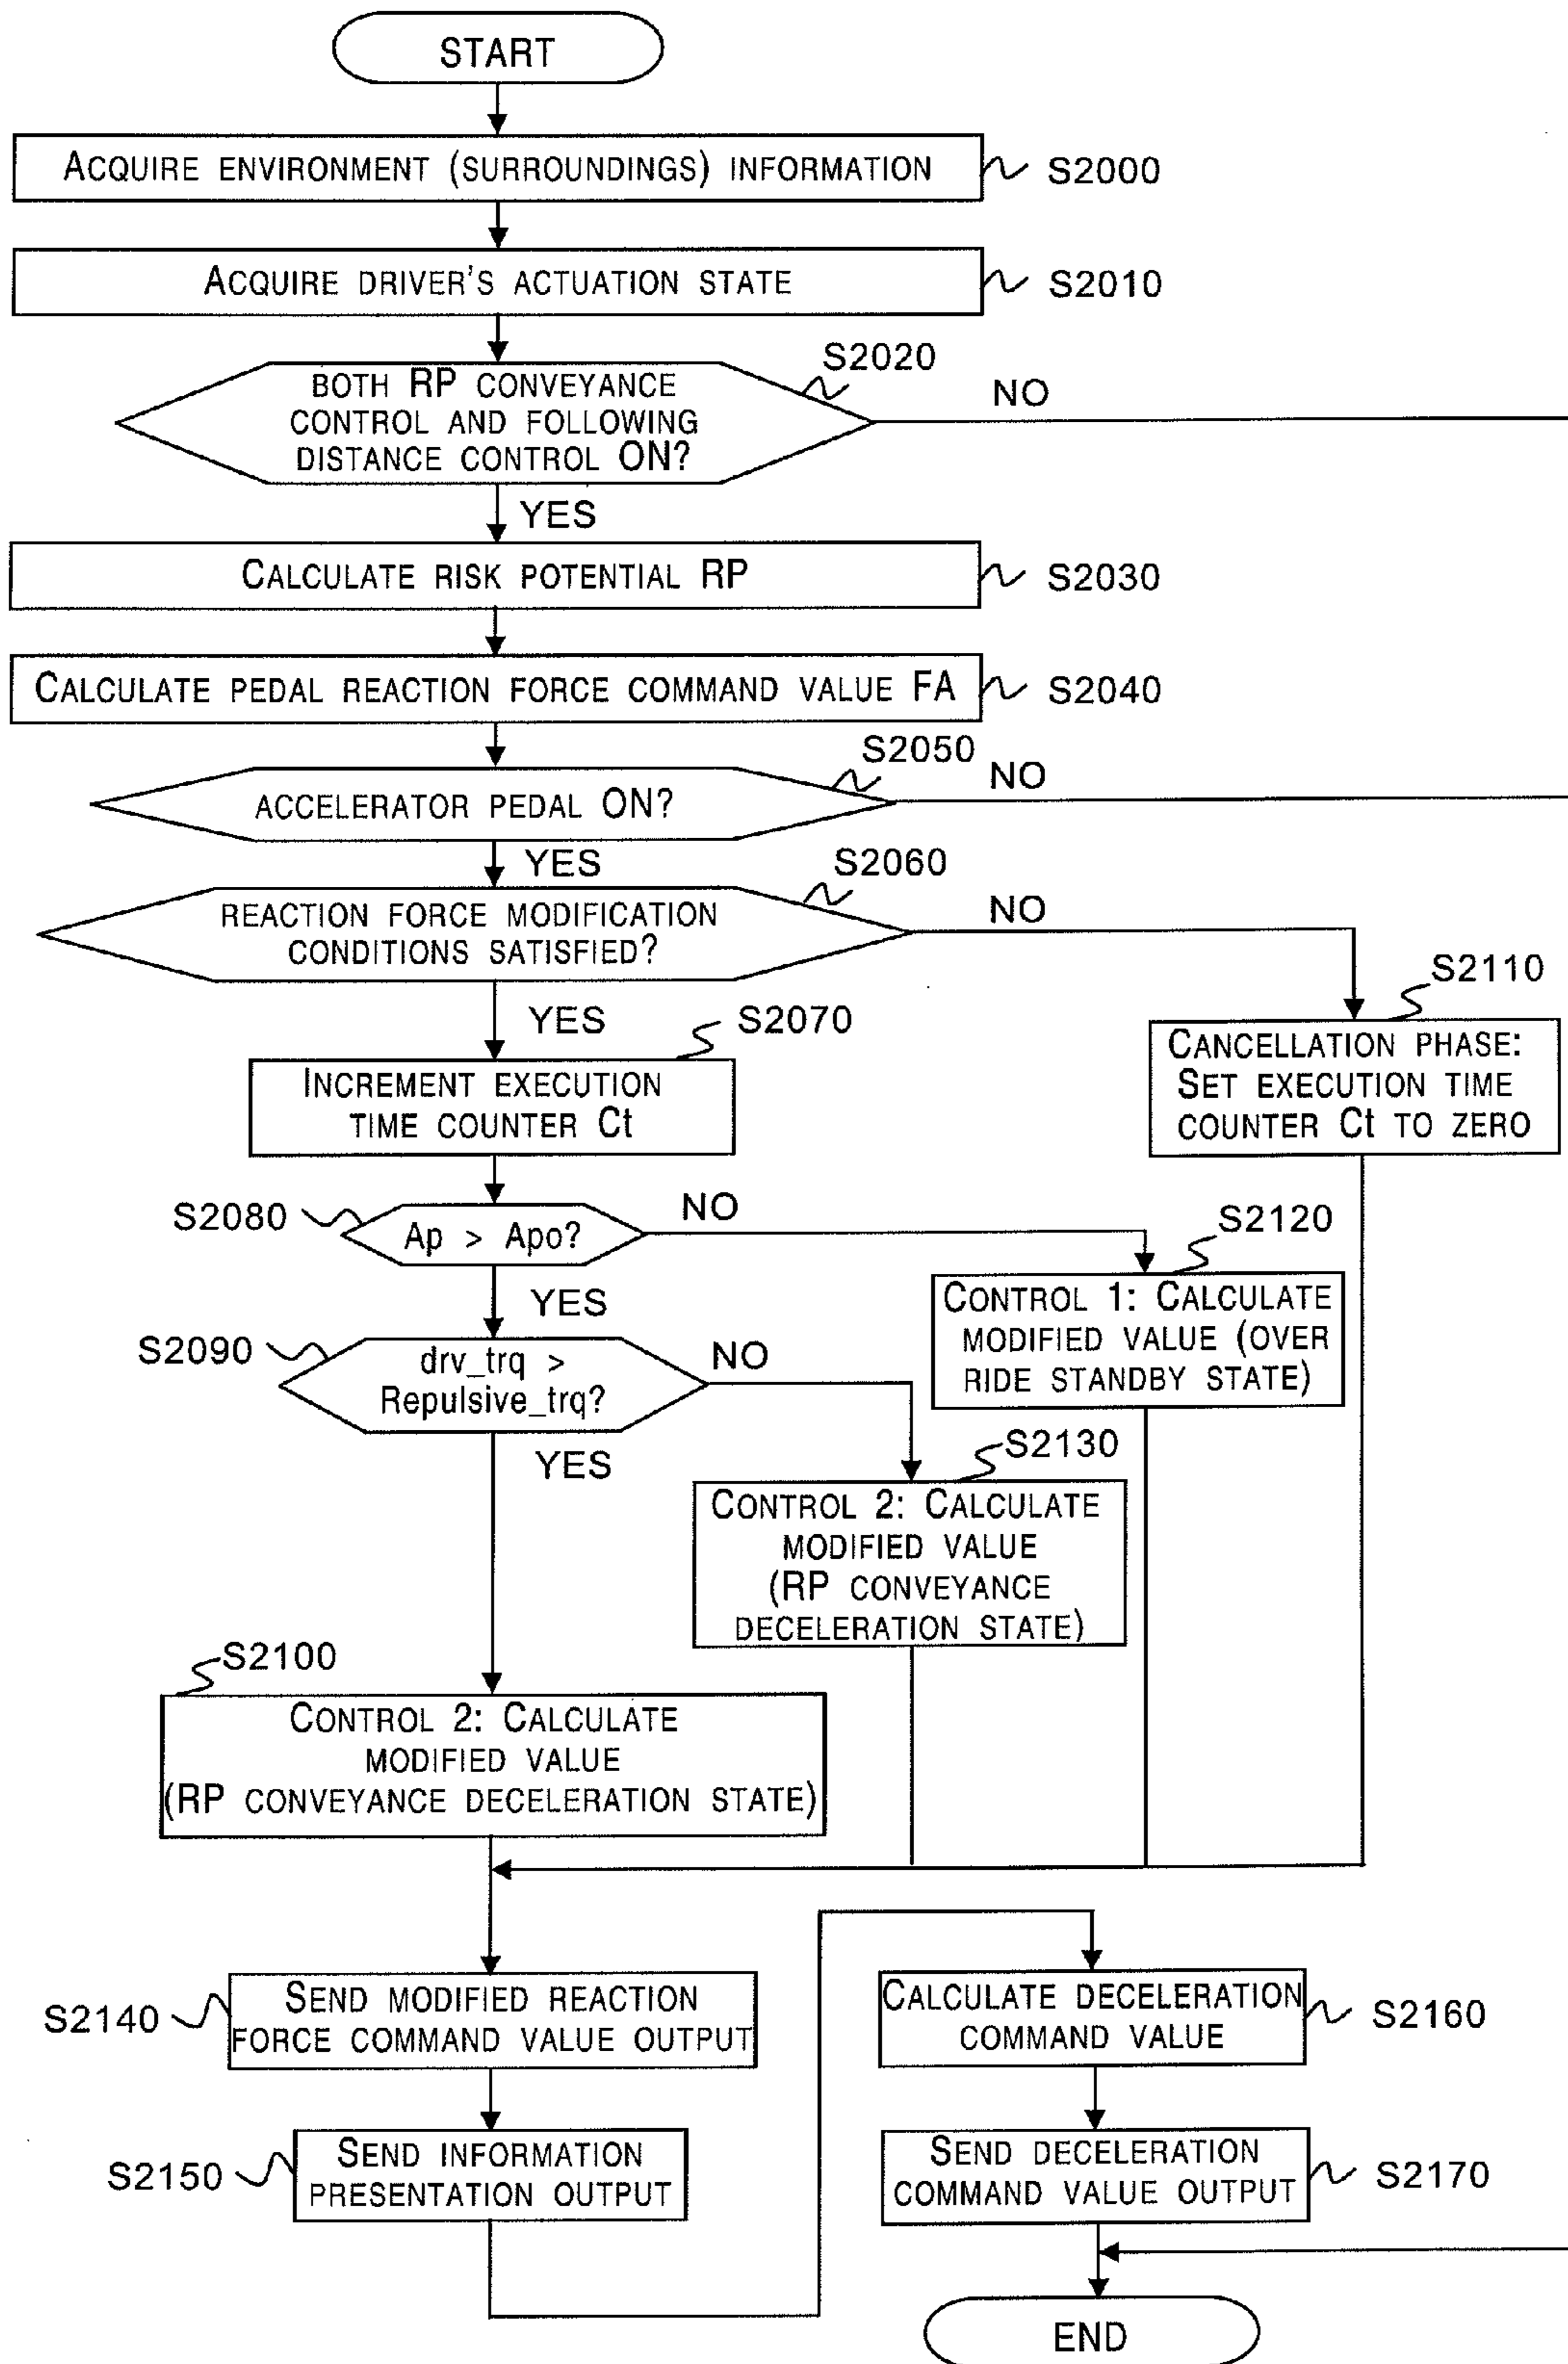 START
ACQUIRE ENVIRONMENT (SURROUNDINGS) INFORMATION
S2000
ACQUIRE DRIVER'S ACTUATION STATE
S2010
S2020
BOTH RP CONVEYANCE
CONTROL AND FOLLOWING
DISTANCE CONTROL ON?
NO
YES
CALCULATE RISK POTENTIAL RP
S2030
CALCULATE PEDAL REACTION FORCE COMMAND VALUE FA
S2040
S2050
ACCELERATOR PEDAL ON?
NO
YES
S2060
REACTION FORCE MODIFICATION
CONDITIONS SATISFIED?
NO
YES
S2070
INCREMENT EXECUTION
TIME COUNTER Ct
S2110
CANCELLATION PHASE:
SET EXECUTION TIME
COUNTER Ct TO ZERO
S2080
Ap > Apo?
NO
YES
S2120
CONTROL 1: CALCULATE
MODIFIED VALUE (OVER
RIDE STANDBY STATE)
S2090
drv_trq >
Repulsive_trq?
NO
YES
S2130
CONTROL 2: CALCULATE
MODIFIED VALUE
(RP CONVEYANCE
DECELERATION STATE)
S2100
CONTROL 2: CALCULATE
MODIFIED VALUE
(RP CONVEYANCE DECELERATION STATE)
S2140
SEND MODIFIED REACTION
FORCE COMMAND VALUE OUTPUT
S2150
SEND INFORMATION
PRESENTATION OUTPUT
CALCULATE DECELERATION
COMMAND VALUE
S2160
SEND DECELERATION
COMMAND VALUE OUTPUT
S2170
END